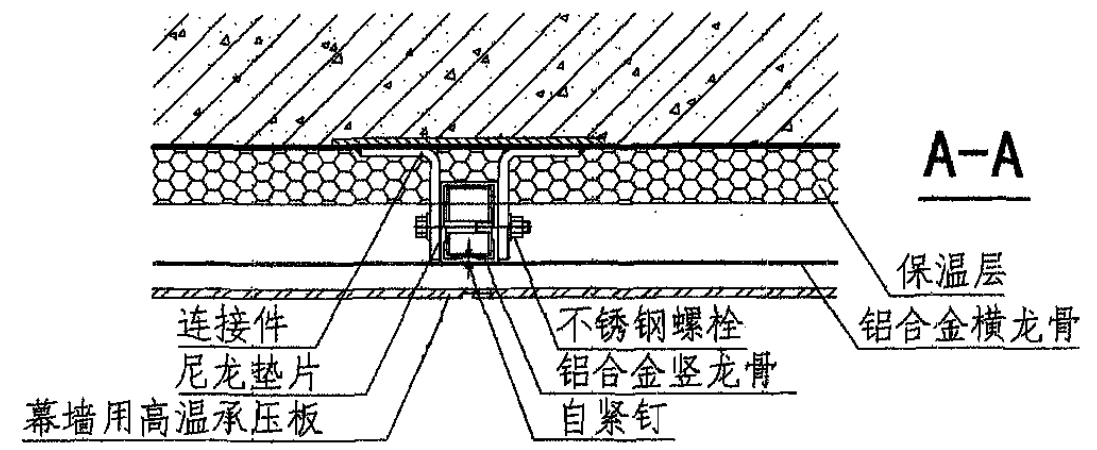 A-A
保温层
连接件
不锈钢螺栓
铝合金横龙骨
尼龙垫片
铝合金竖龙骨
幕墙用高温承压板
自紧钉